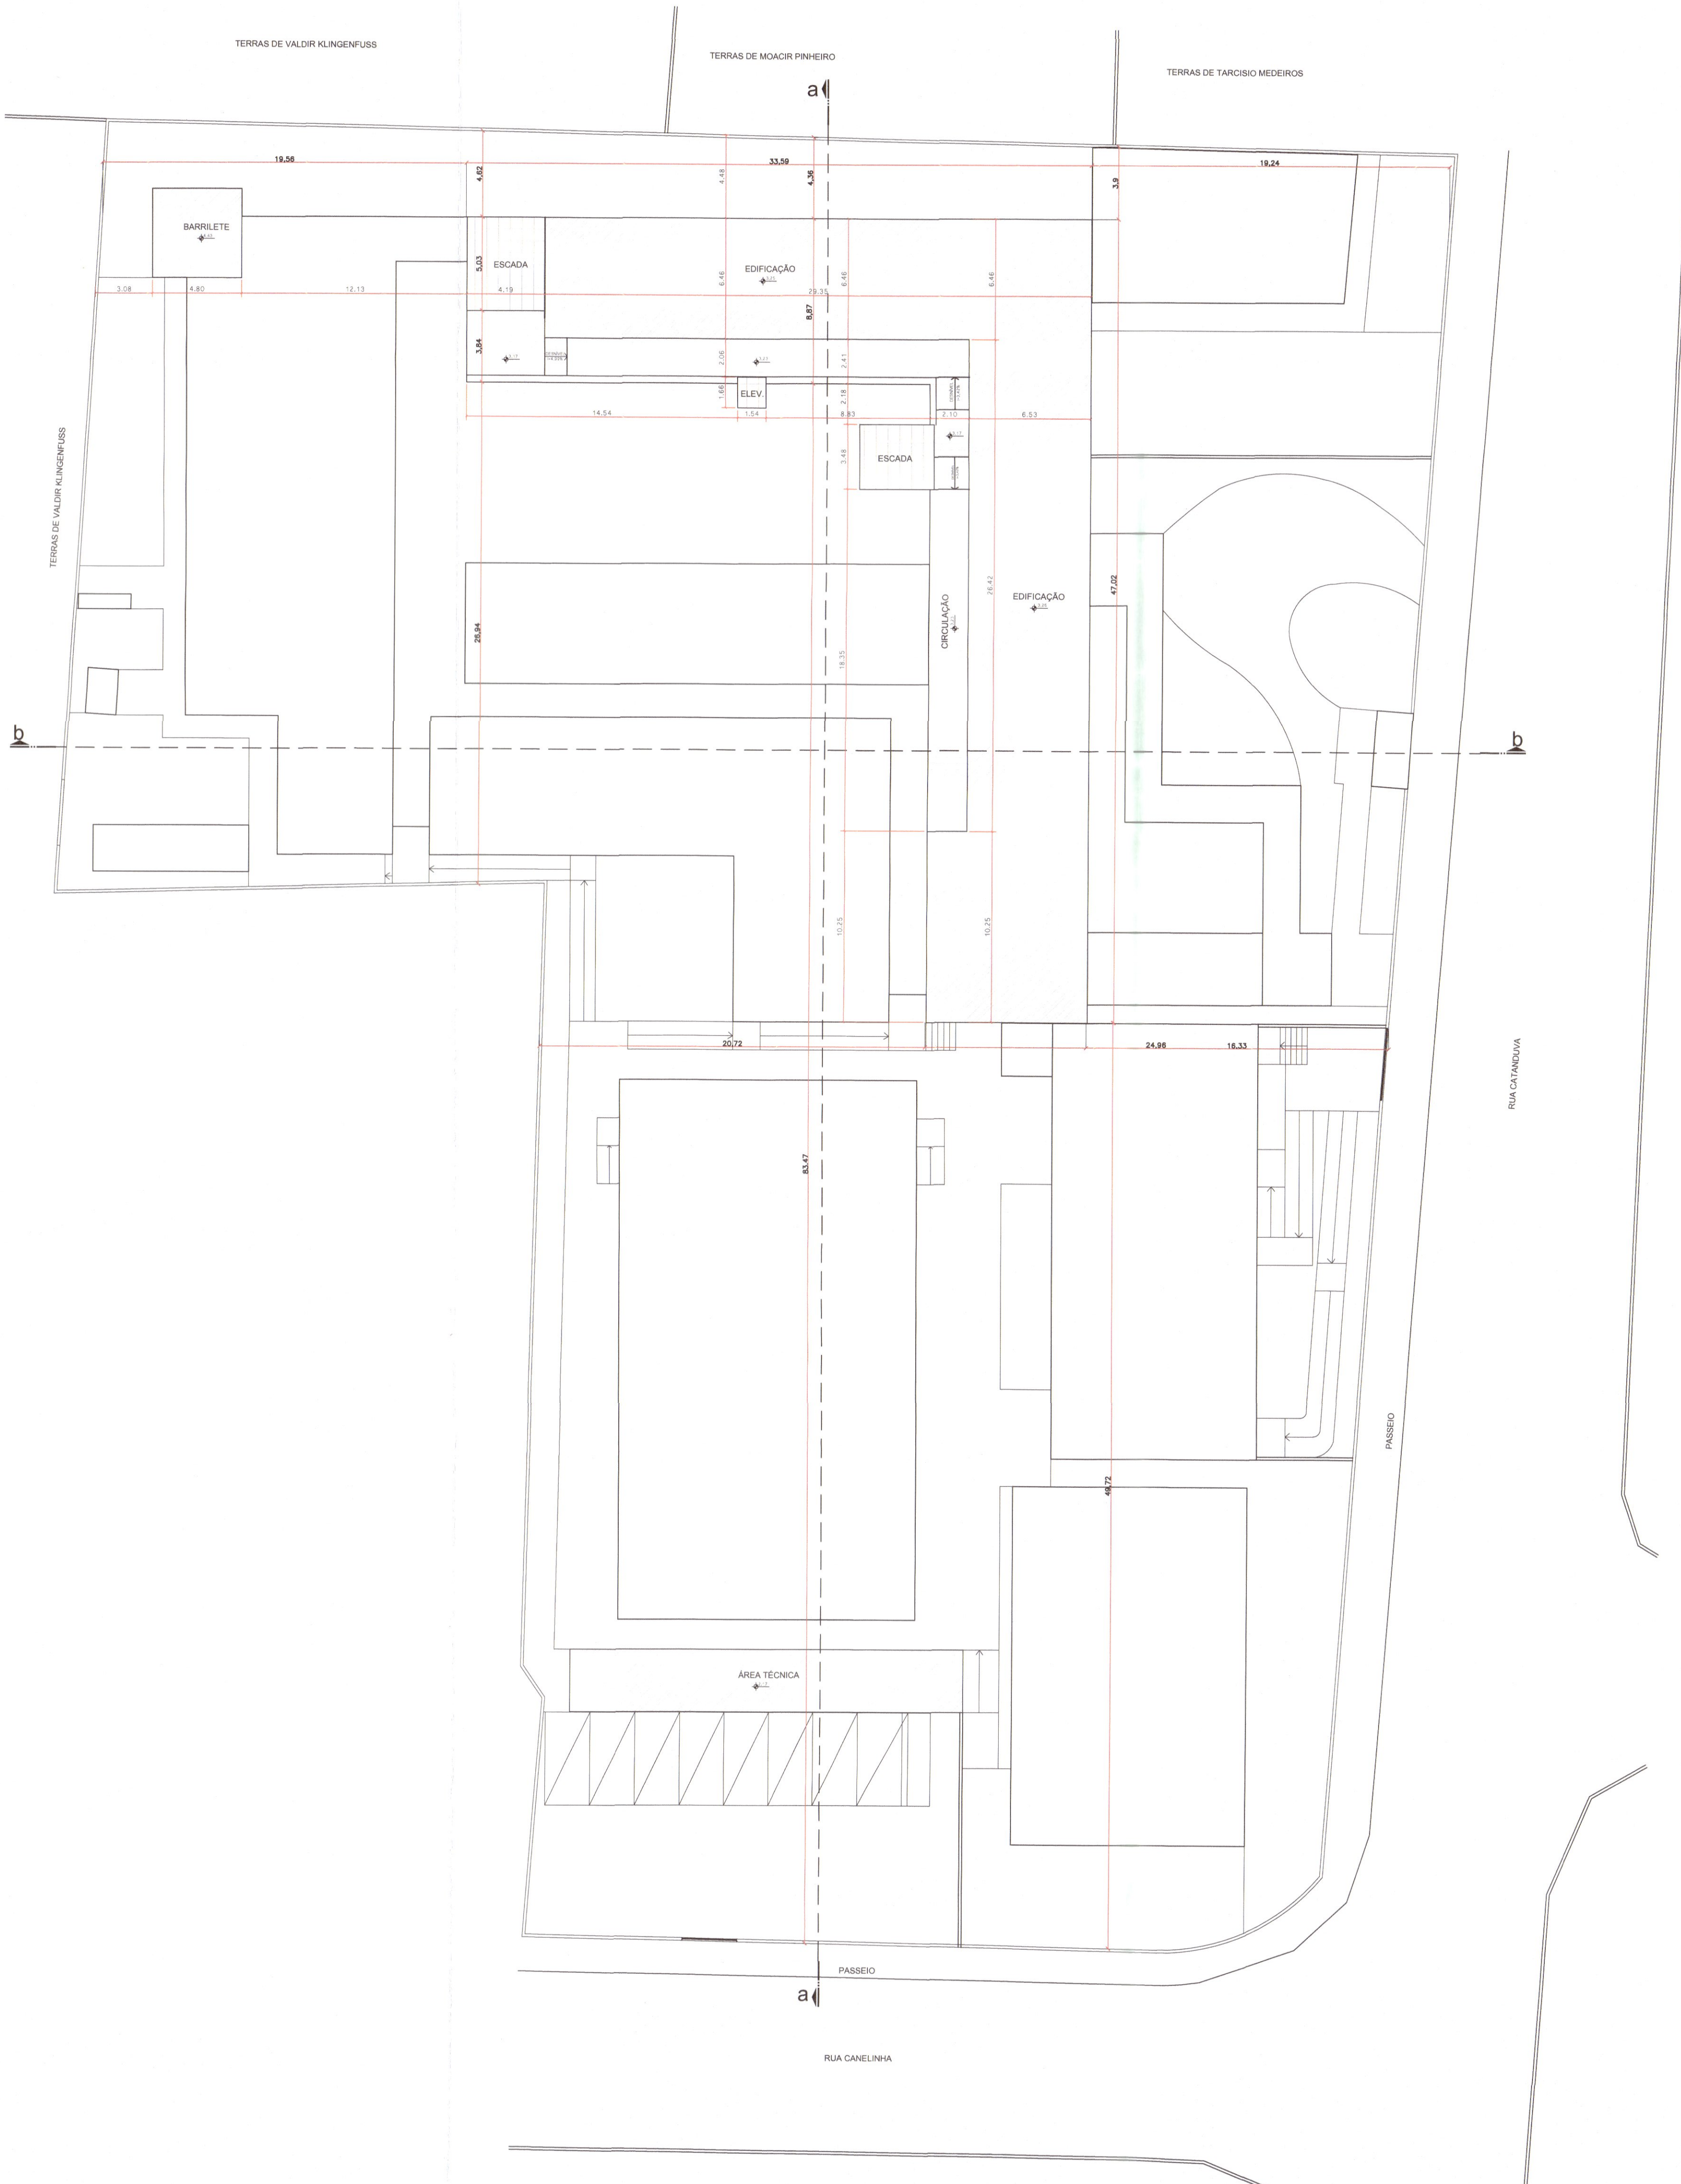 TERRAS DE VALDIR KLINGENFUSS
TERRAS DE MOACIR PINHEIRO
TERRAS DE TARCISIO MEDEIROS
a
19,56
33,59
19,24
4,62
4.48
4,36
3,9
BARRILETE
ESCADA
5,03
EDIFICAÇÃO
6.46
6.46
6.46
3.08
4.80
12.13
4.19
29.35
8,87
3,84
2.06
2.41
1.66
ELEV.
2.18
14.54
1.54
8.83
2.10
6.53
ESCADA
3.48
TERRAS DE VALDIR KLINGENFUSS
26,94
18.35
CIRCULAÇÃO
26.42
EDIFICAÇÃO
47,02
b
b
10.25
10.25
20,72
24,96
16,33
RUA CATANDUVA
83,47
PASSEIO
49,72
ÁREA TÉCNICA
PASSEIO
a
RUA CANELINHA